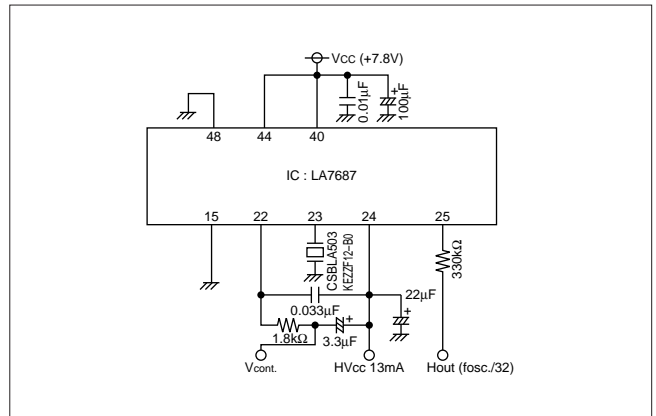 VCC (+7.8V)
0.01μF
100μF
48
44
40
IC : LA7687
15
22
23
24
25
CSBLA503
KEZZF12-B0
330kΩ
0.033μF
22μF
1.8kΩ
3.3μF
Vcont.
HVCC 13mA
Hout (fosc./32)